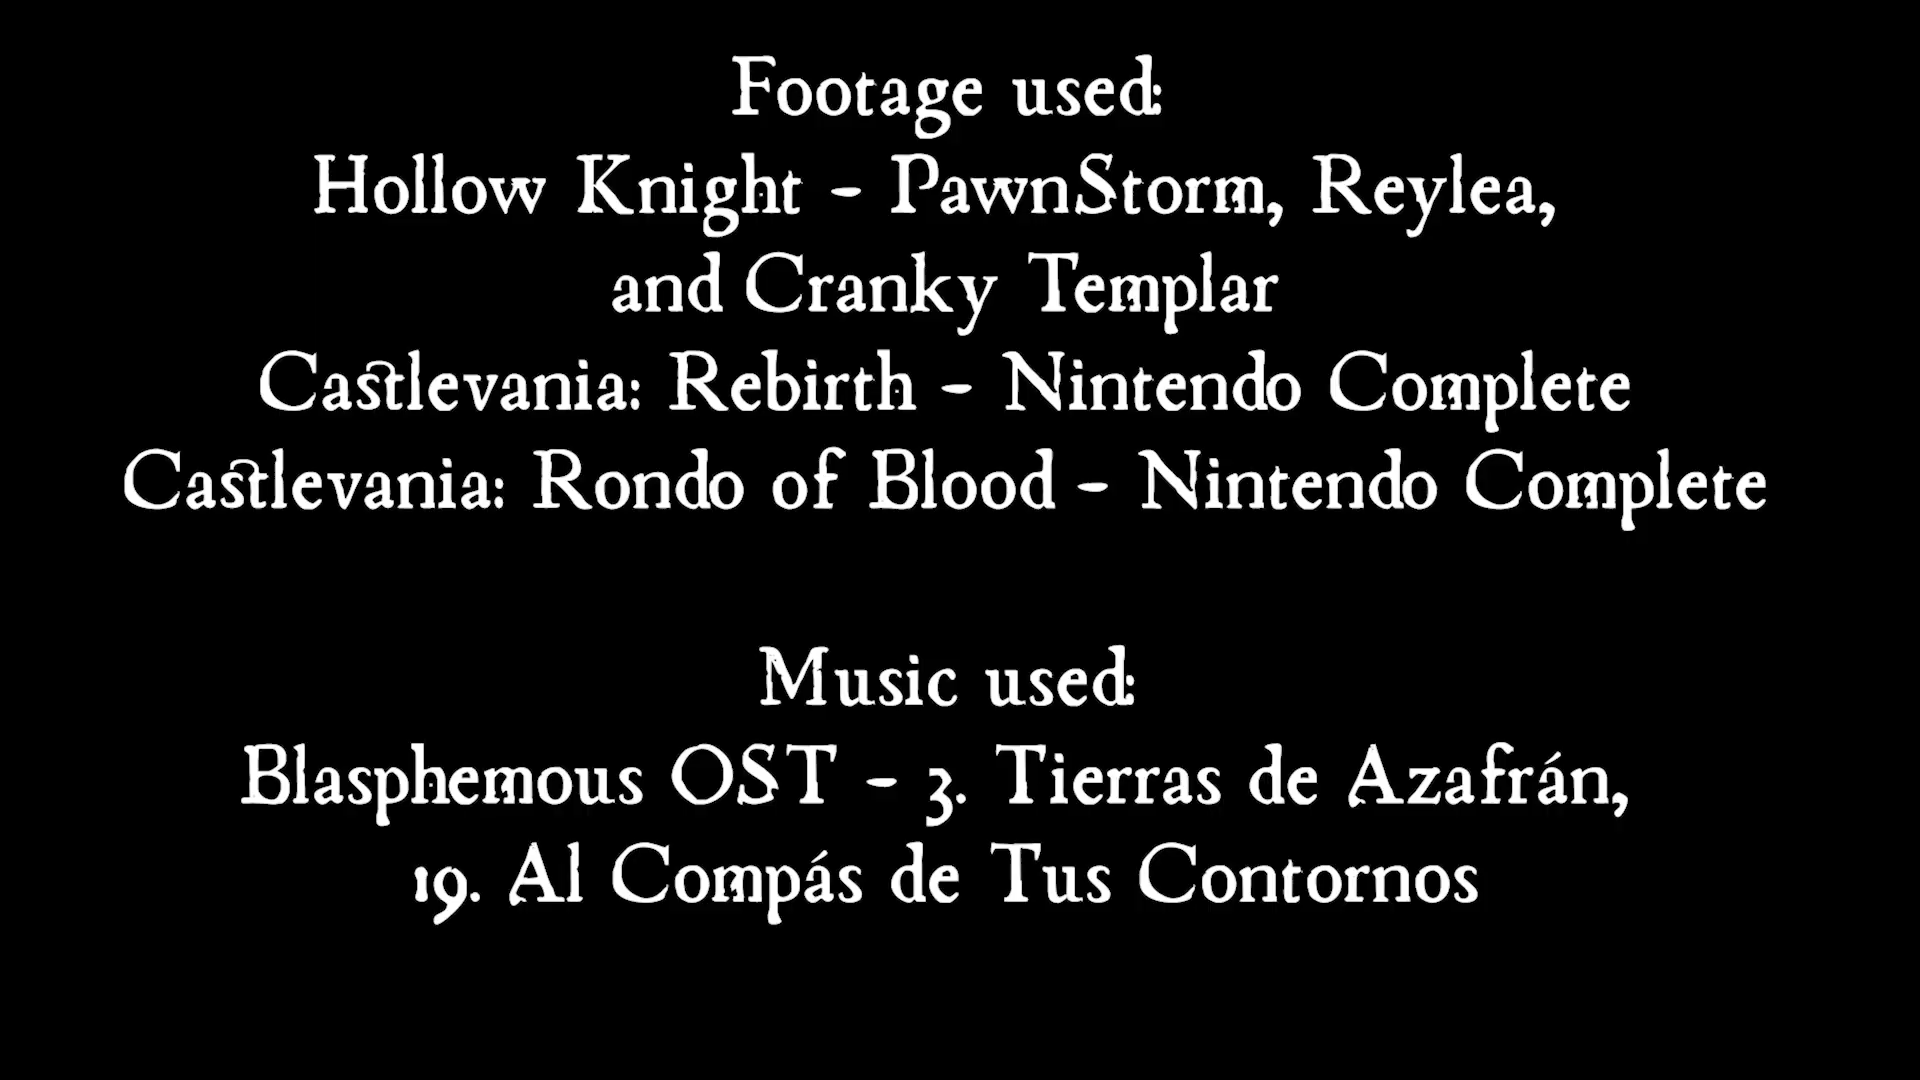 Footage used:
Hollow Knight - PawnStorm, Reylea,
and Cranky Templar
Castlevania: Rebirth - Nintendo Complete
Castlevania: Rondo of Blood - Nintendo Complete
Music used:
Blasphemous OST - 3. Tierras de Azafrán,
19. Al Compás de Tus Contornos